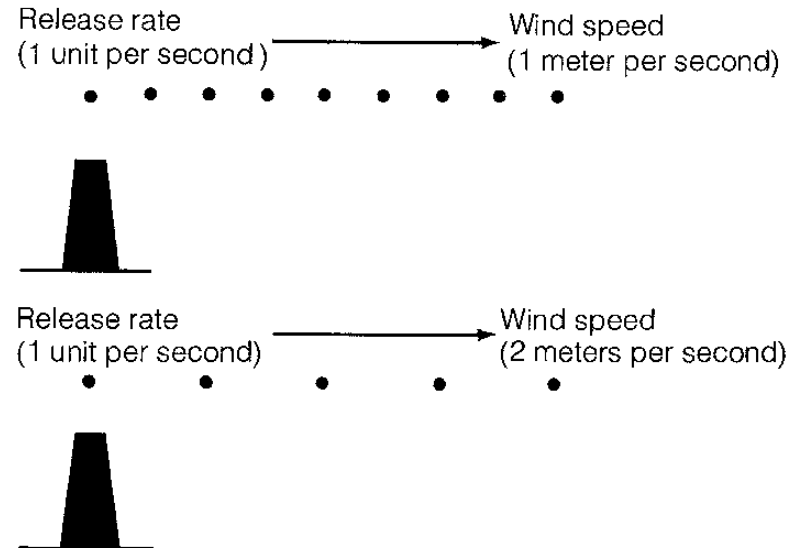 Release rate
(1 unit per second)
Wind speed
(1 meter per second)
Release rate
(1 unit per second)
Wind speed
(2 meters per second)